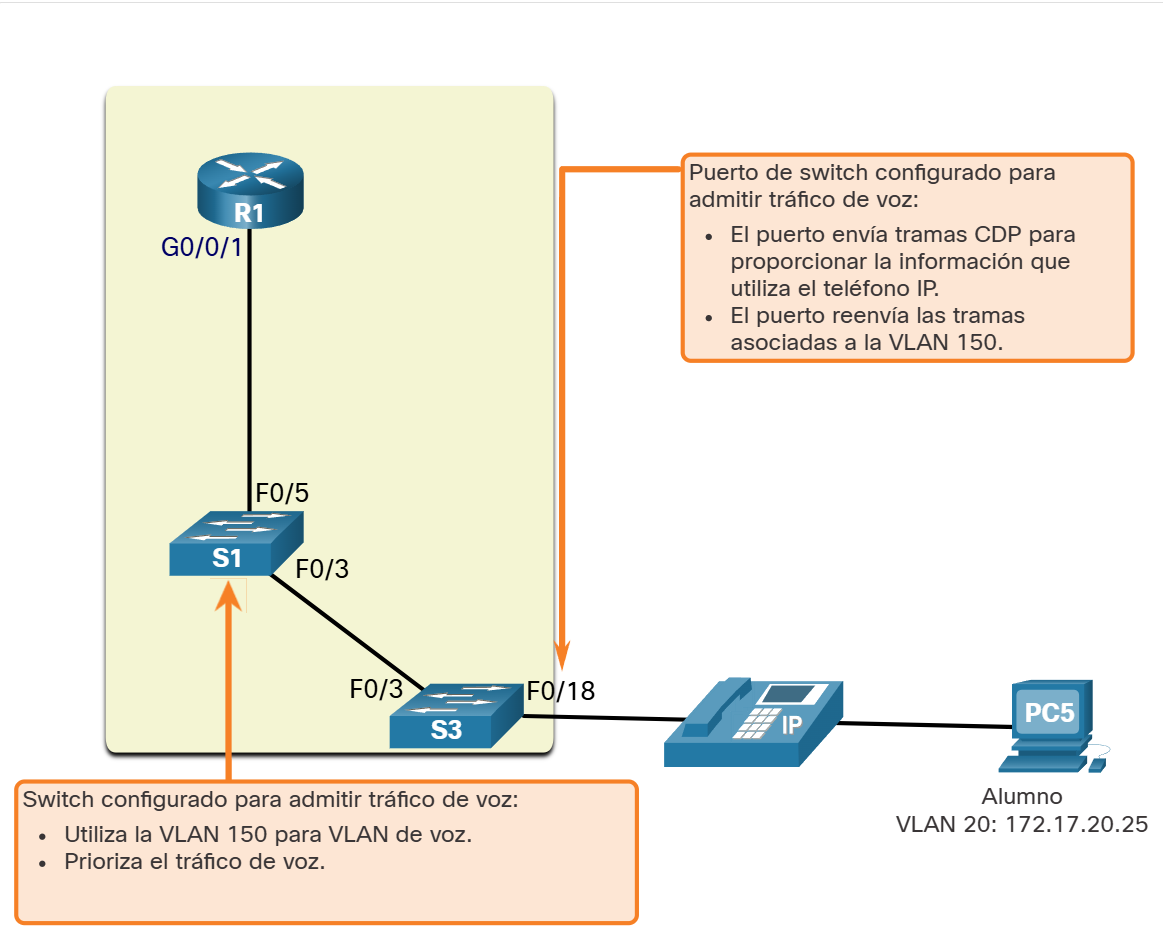 R1
G0/0/1
Puerto de switch configurado para
admitir tráfico de voz:
• El puerto envía tramas CDP para
proporcionar la información que
utiliza el teléfono IP.
• El puerto reenvía las tramas
asociadas a la VLAN 150.
F0/5
S1
F0/3
F0/3
S3
F0/18
IP
PC5
Alumno
VLAN 20: 172.17.20.25
Switch configurado para admitir tráfico de voz:
• Utiliza la VLAN 150 para VLAN de voz.
• Prioriza el tráfico de voz.